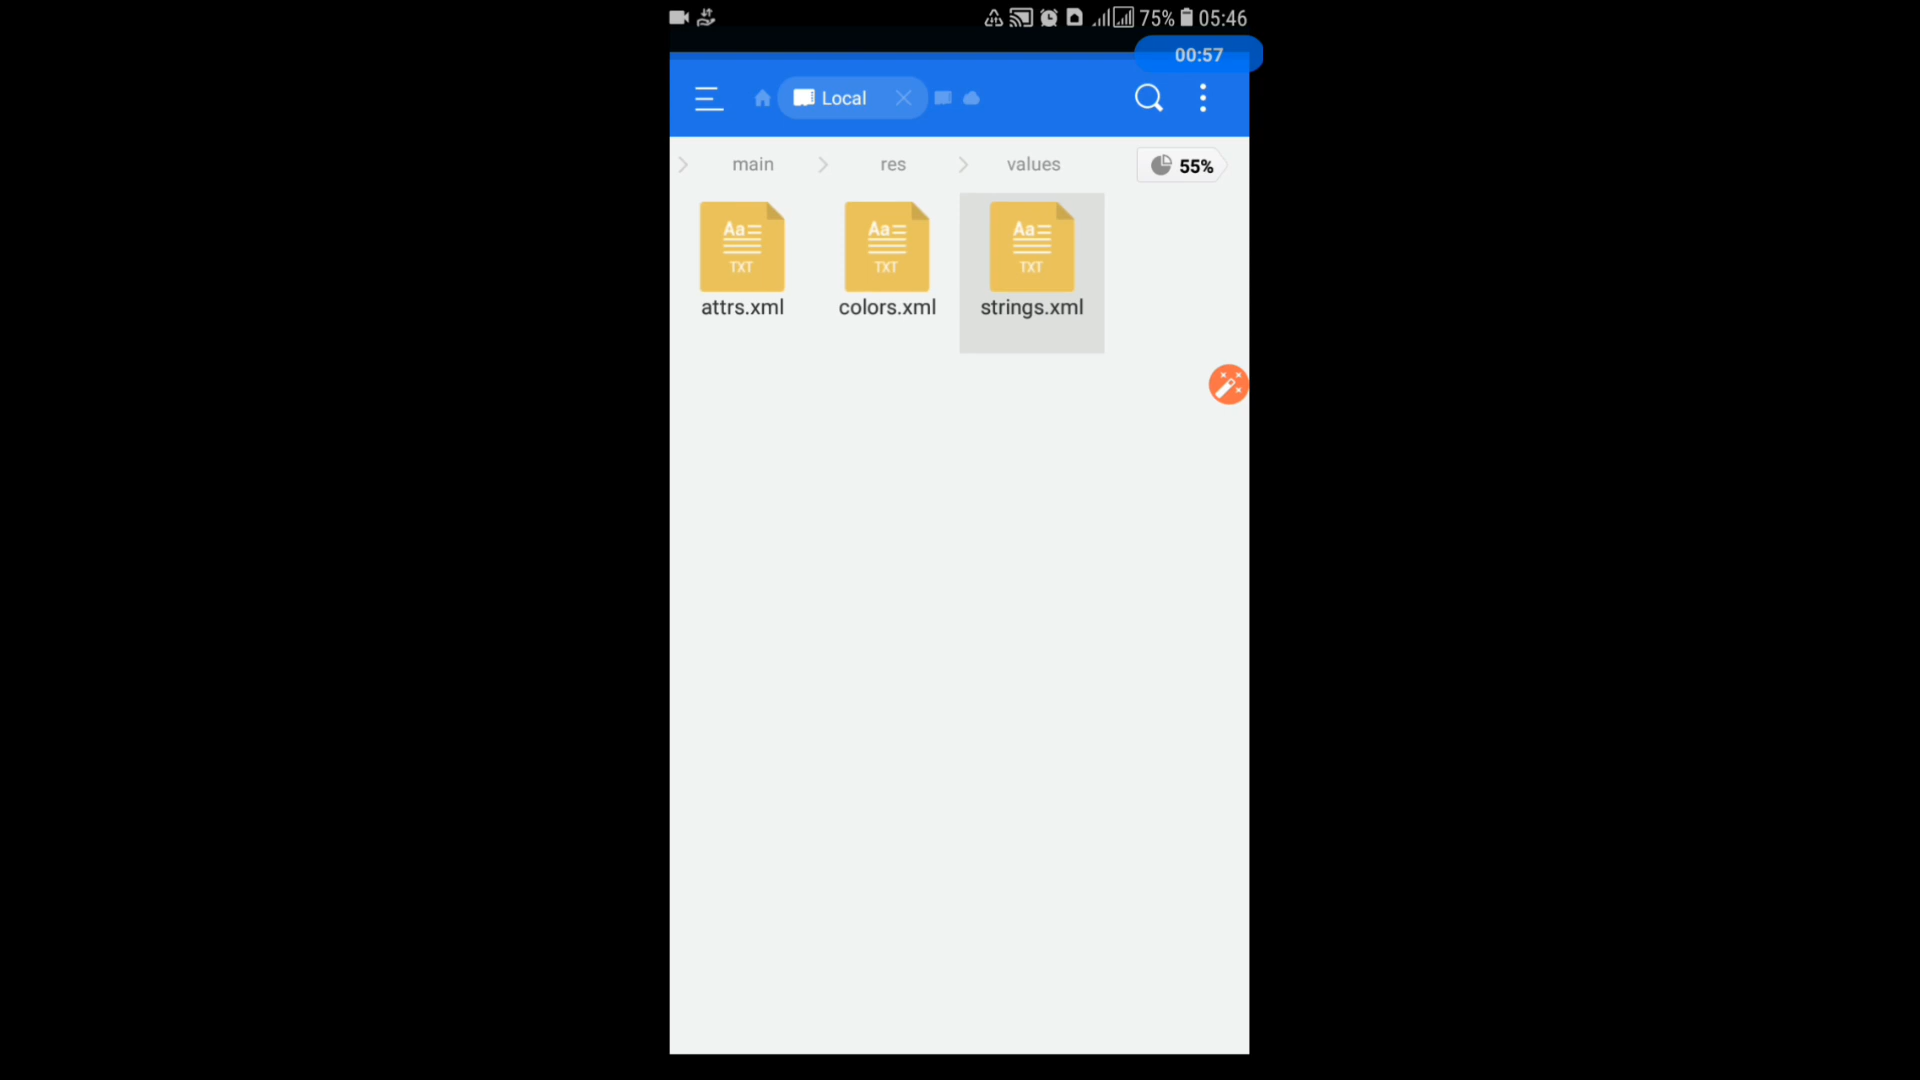 75% 05:46
00:57
Local
main
res
values
55%
Aa
TXT
attrs.xml
Aa
TXT
colors.xml
Aa
TXT
strings.xml